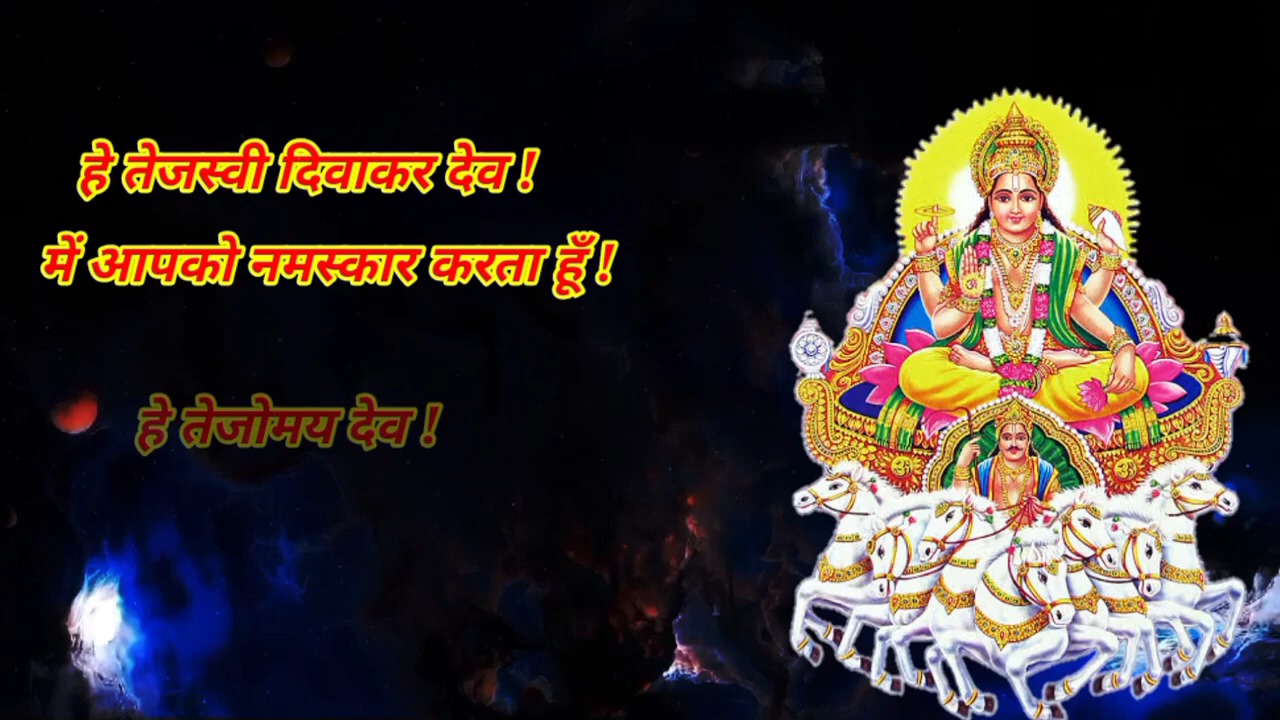 हे तेजस्वी दिवाकर देव !
में आपको नमस्कार करता हूँ !
हे तेजोमय देव !